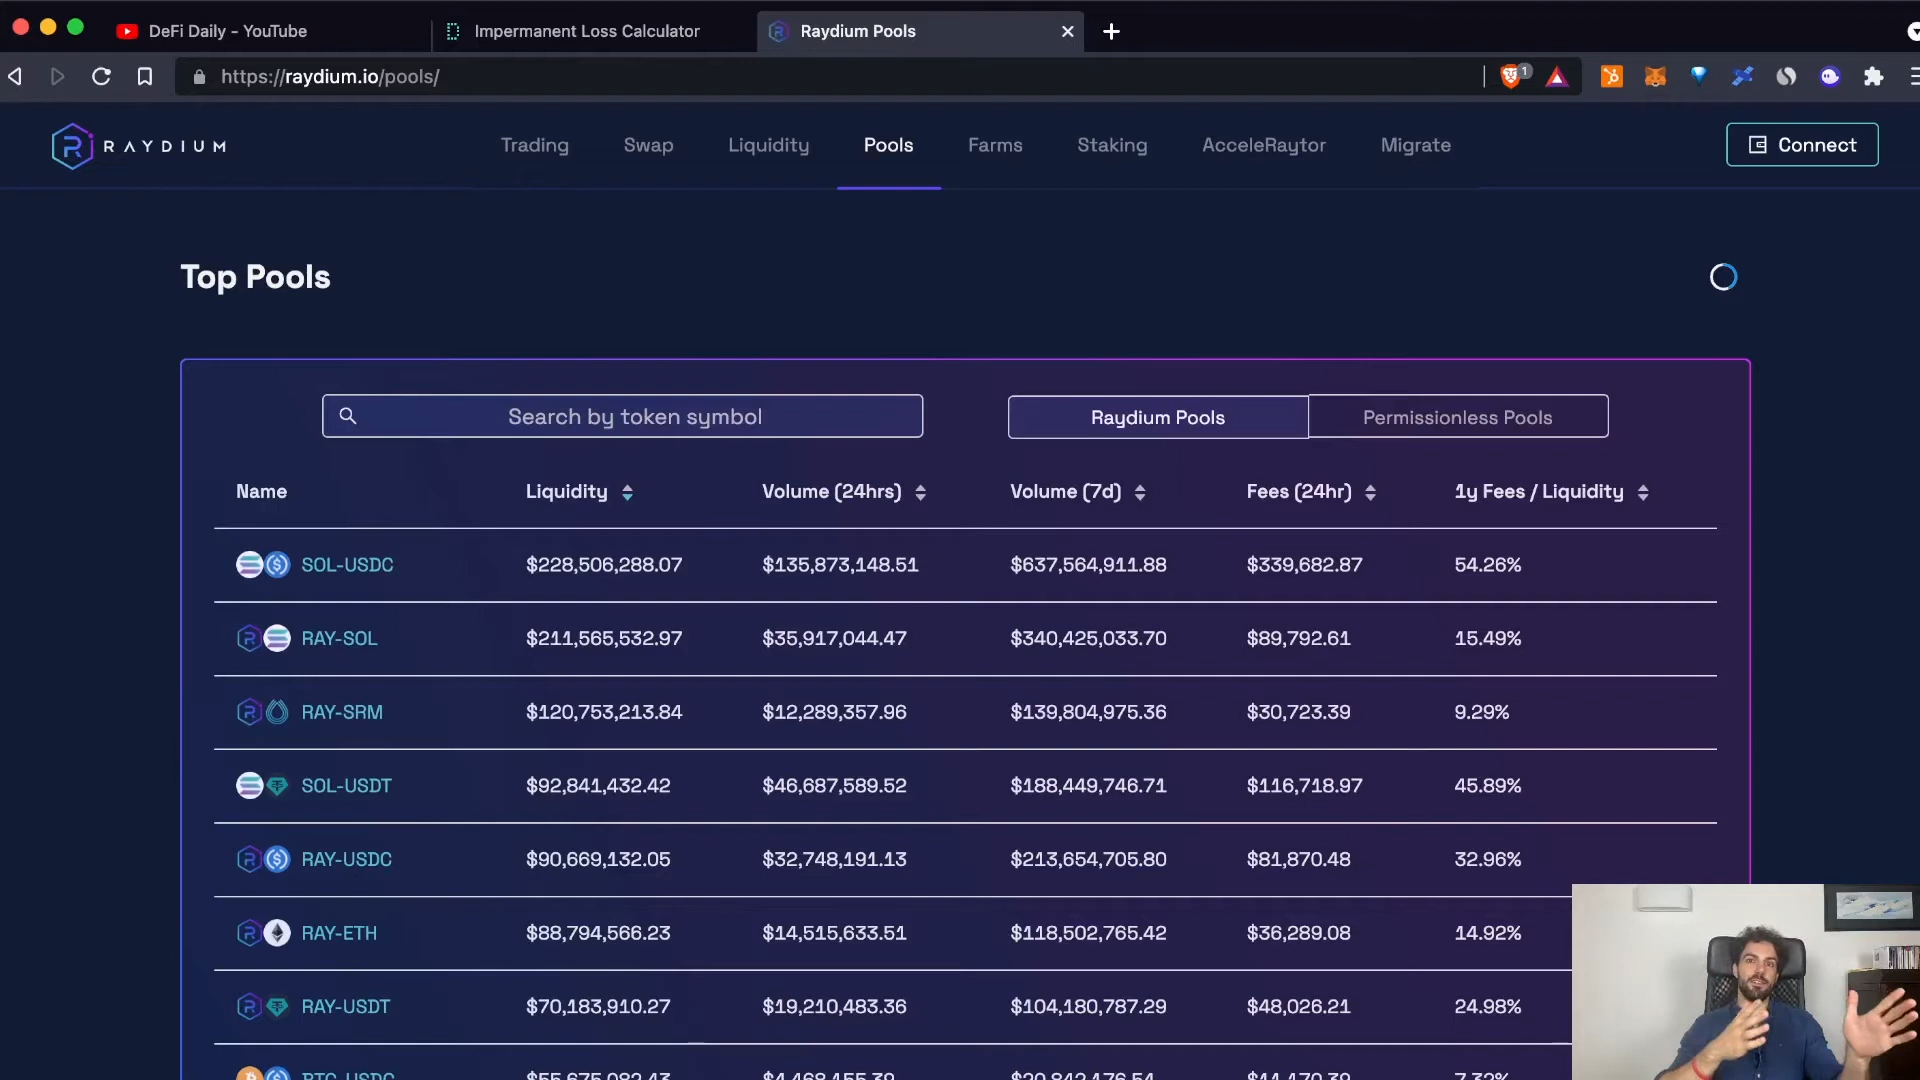 DeFi Daily - YouTube
Impermanent Loss Calculator
Raydium Pools
https://raydium.io/pools/
1
RAYDIUM
Trading
Swap
Liquidity
Pools
Farms
Staking
AcceleRaytor
Migrate
Connect
Top Pools
Search by token symbol
Raydium Pools
Permissionless Pools
Name Liquidity Volume (24hrs) Volume (7d) Fees (24hr) 1y Fees / Liquidity
SOL-USDC $228,506,288.07 $135,873,148.51 $637,564,911.88 $339,682.87 54.26%
RAY-SOL $211,565,532.97 $35,917,044.47 $340,425,033.70 $89,792.61 15.49%
RAY-SRM $120,753,213.84 $12,289,357.96 $139,804,975.36 $30,723.39 9.29%
SOL-USDT $92,841,432.42 $46,687,589.52 $188,449,746.71 $116,718.97 45.89%
RAY-USDC $90,669,132.05 $32,748,191.13 $213,654,705.80 $81,870.48 32.96%
RAY-ETH $88,794,566.23 $14,515,633.51 $118,502,765.42 $36,289.08 14.92%
RAY-USDT $70,183,910.27 $19,210,483.36 $104,180,787.29 $48,026.21 24.98%
BTC-USDC